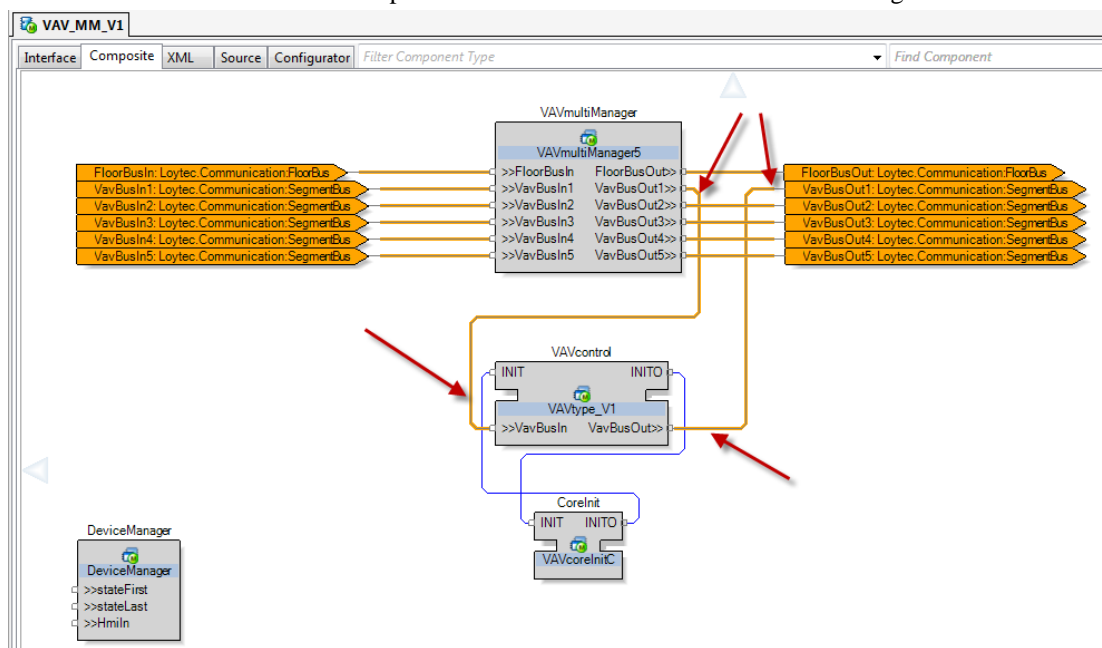 VAV_MM_V1
Interface Composite XML Source Configurator Filter Component Type Find Component
VAVmultiManager
VAVmultiManager5
FloorBusIn: Loytec.Communication:FloorBus >>FloorBusIn FloorBusOut>> FloorBusOut: Loytec.Communication:FloorBus
VavBusIn1: Loytec.Communication:SegmentBus >>VavBusIn1 VavBusOut1>> VavBusOut1: Loytec.Communication:SegmentBus
VavBusIn2: Loytec.Communication:SegmentBus >>VavBusIn2 VavBusOut2>> VavBusOut2: Loytec.Communication:SegmentBus
VavBusIn3: Loytec.Communication:SegmentBus >>VavBusIn3 VavBusOut3>> VavBusOut3: Loytec.Communication:SegmentBus
VavBusIn4: Loytec.Communication:SegmentBus >>VavBusIn4 VavBusOut4>> VavBusOut4: Loytec.Communication:SegmentBus
VavBusIn5: Loytec.Communication:SegmentBus >>VavBusIn5 VavBusOut5>> VavBusOut5: Loytec.Communication:SegmentBus
VAVcontrol
INIT INITO
VAVtype_V1
>>VavBusIn VavBusOut>>
CoreInit
INIT INITO
VAVcoreInitC
DeviceManager
DeviceManager
>>stateFirst
>>stateLast
>>HmiIn